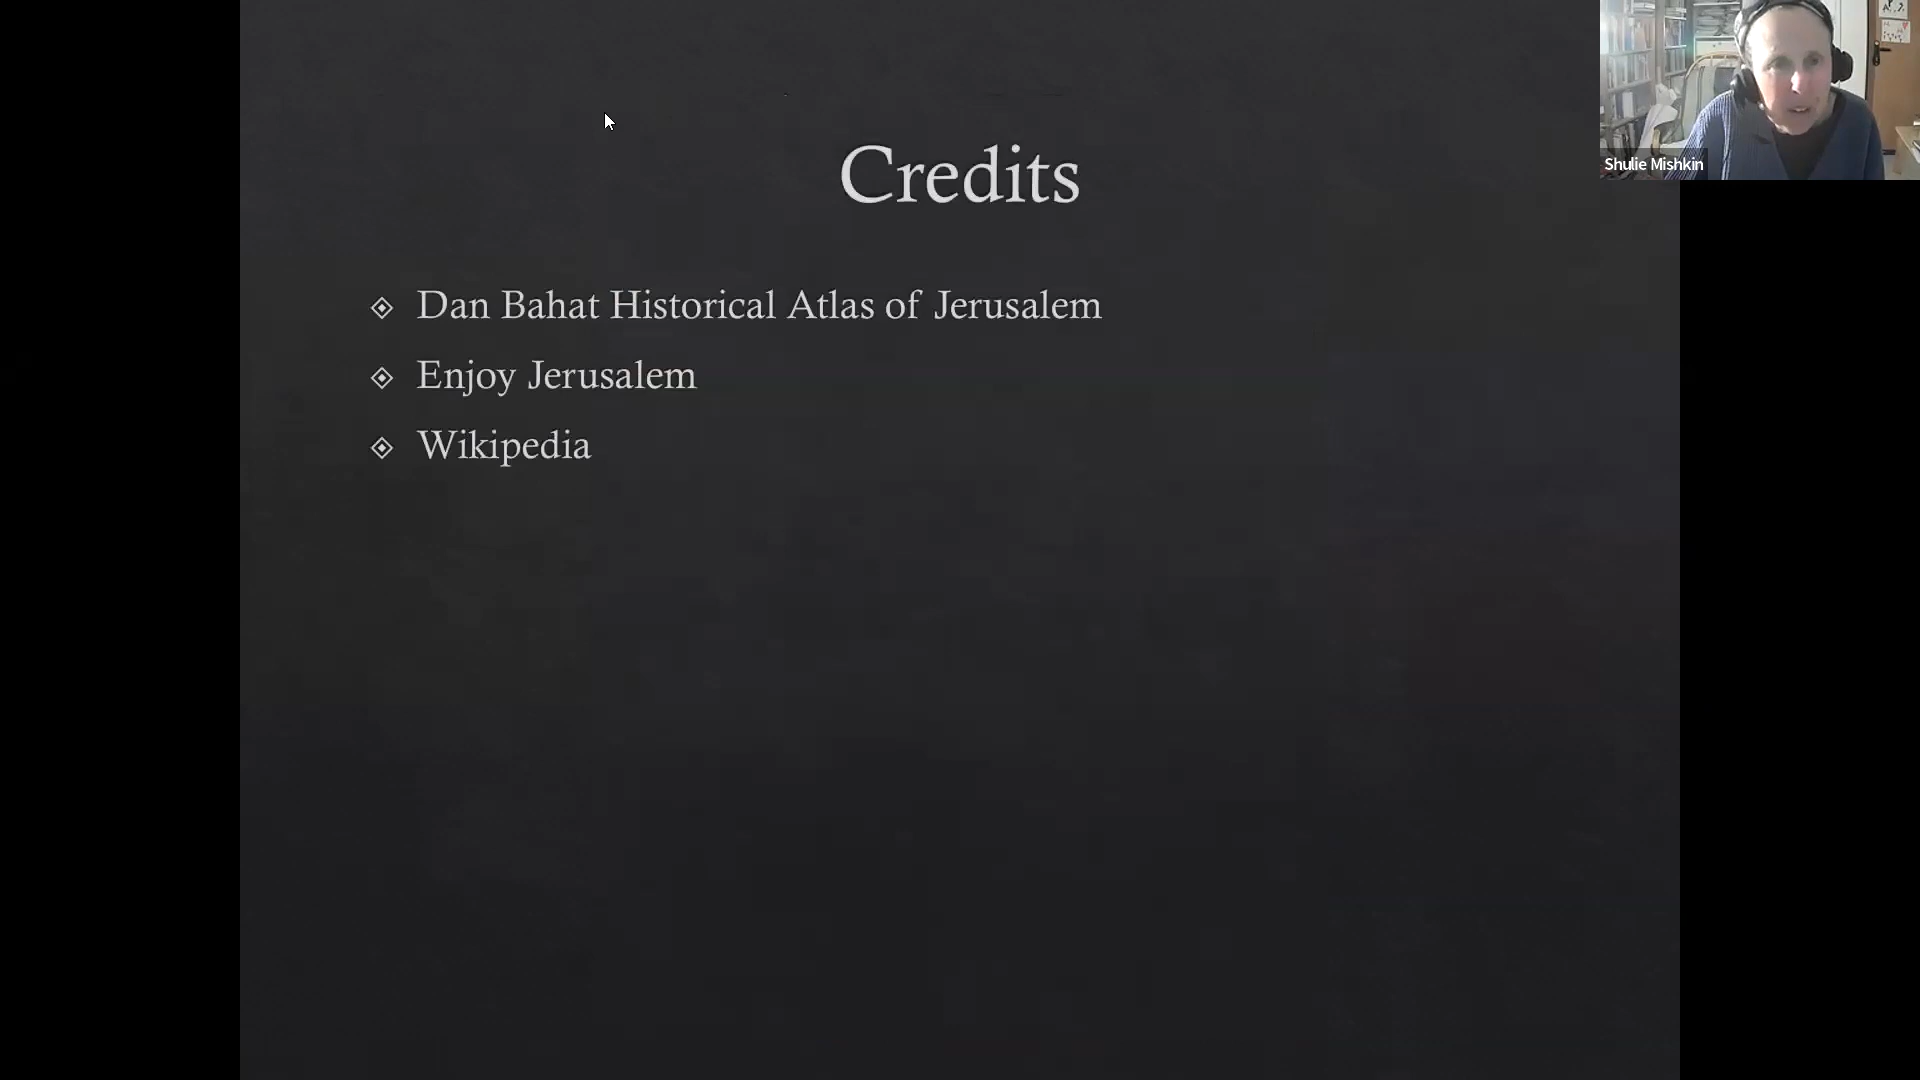 Credits
Dan Bahat Historical Atlas of Jerusalem
Enjoy Jerusalem
Wikipedia
Shulie Mishkin